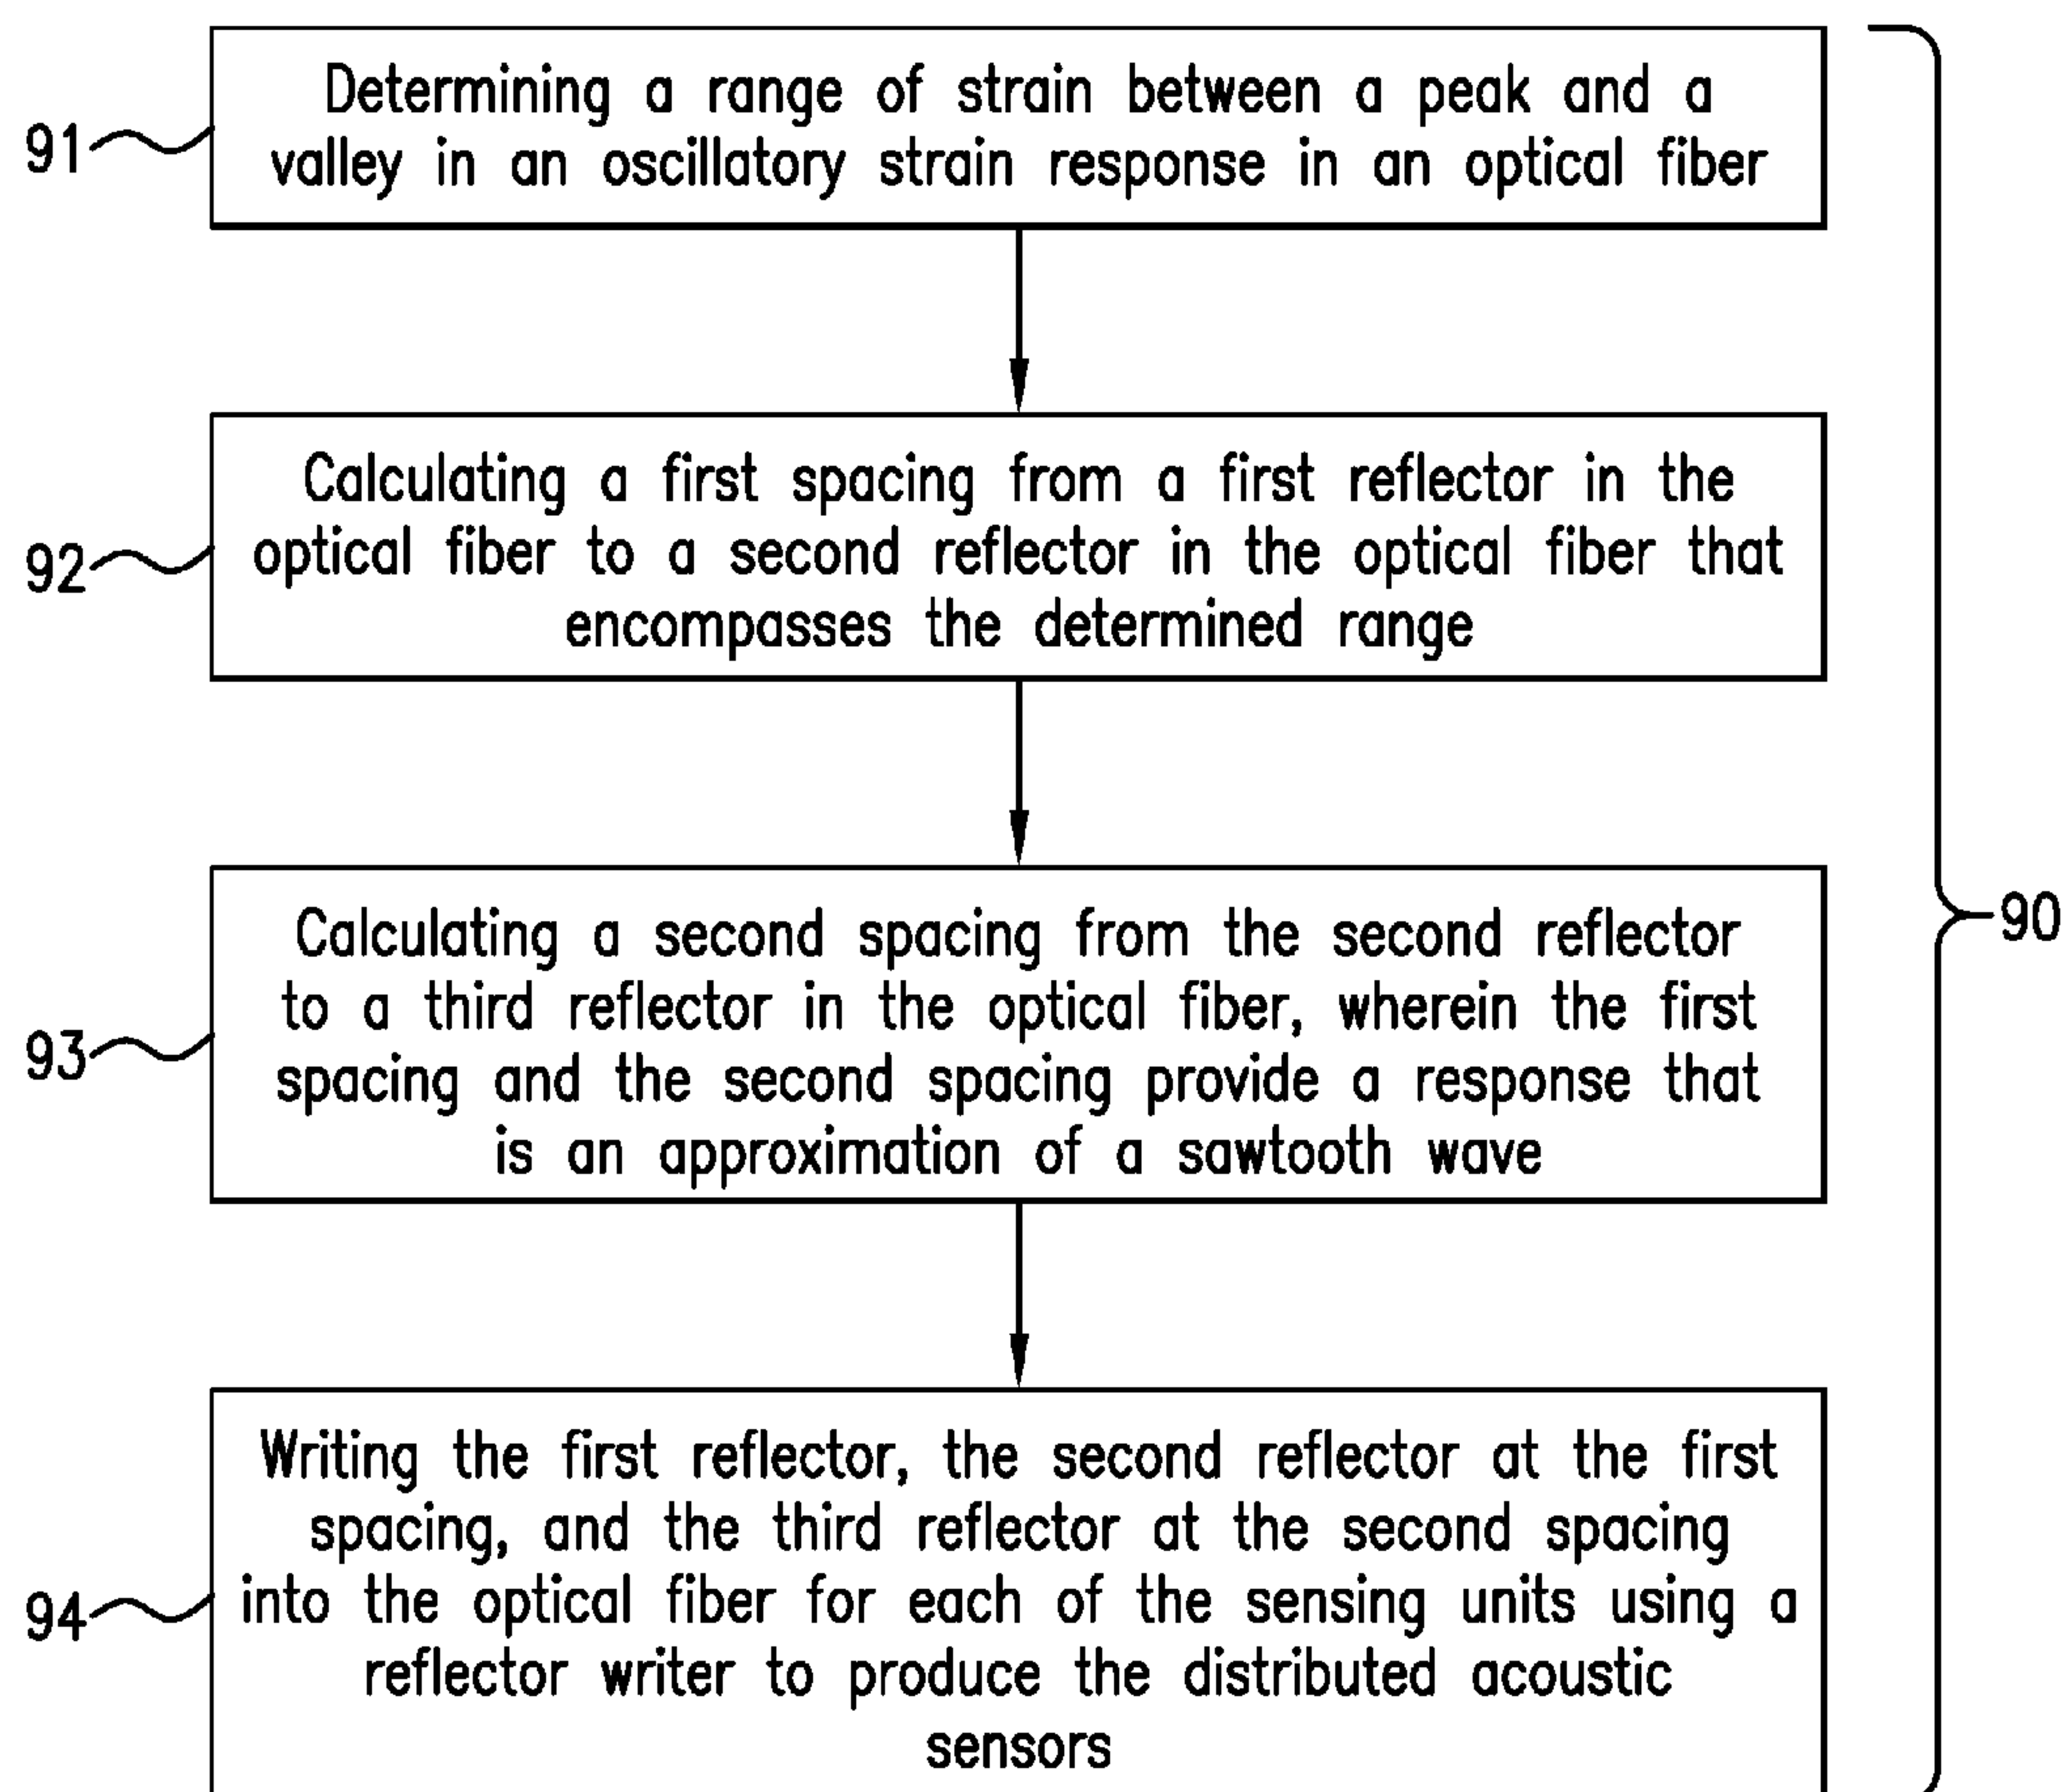 Determining a range of strain between a peak and a
valley in an oscillatory strain response in an optical fiber
91
Calculating a first spacing from a first reflector in the
optical fiber to a second reflector in the optical fiber that
encompasses the determined range
92
Calculating a second spacing from the second reflector
to a third reflector in the optical fiber, wherein the first
spacing and the second spacing provide a response that
is an approximation of a sawtooth wave
93
90
Writing the first reflector, the second reflector at the first
spacing, and the third reflector at the second spacing
into the optical fiber for each of the sensing units using a
reflector writer to produce the distributed acoustic
sensors
94